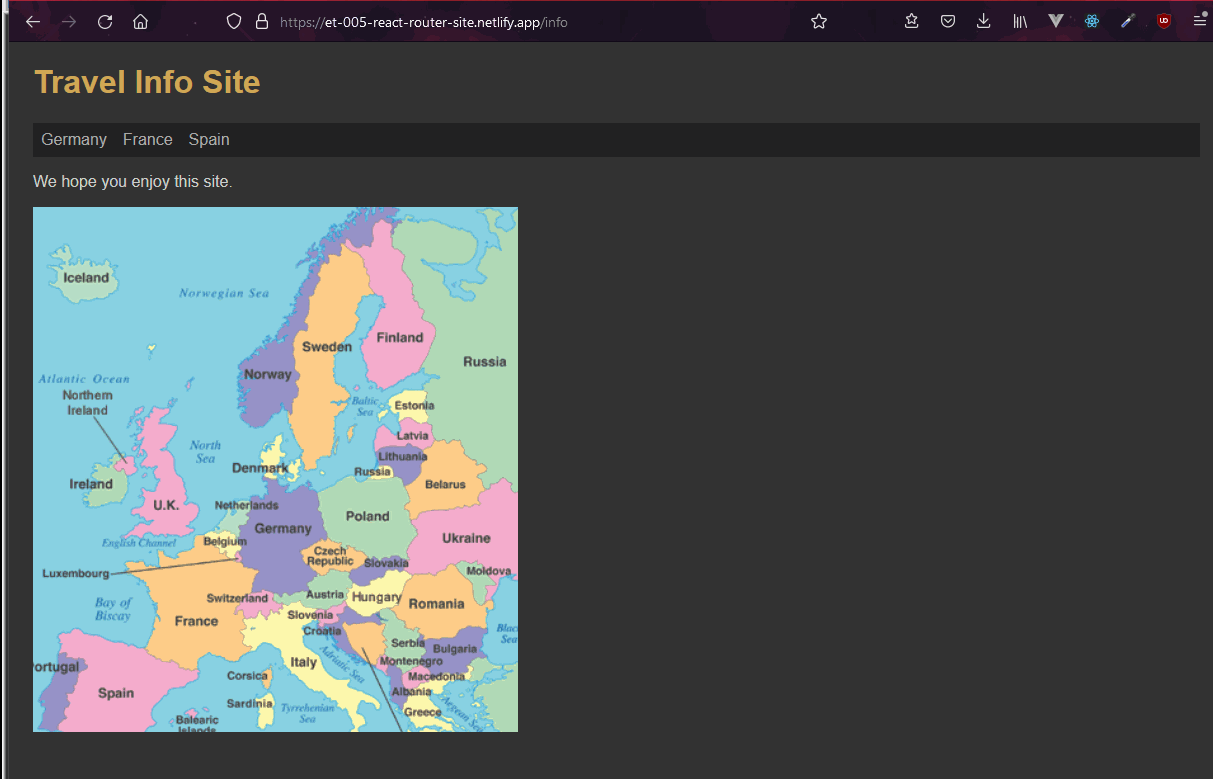 https://et-005-react-router-site.netlify.app/info
Travel Info Site
Germany France Spain
We hope you enjoy this site.
Iceland
Norwegian Sea
Finland
Sweden
Russia
Norway
Atlantic Ocean
Northern
Ireland
Baltic
Sea
Estonia
Latvia
North
Sea
Lithuania
Denmark
Russia
Ireland
Belarus
U.K.
Netherlands
Poland
Germany
Ukraine
English Channel
Belgium
Czech
Republic
Slovakia
Luxembourg
Moldova
Bay of
Biscay
Switzerland
Austria
Hungary
Romania
Slovenia
France
Croatia
Blac
Sea
Serbia
Bulgaria
Italy
Adriatic Sea
Montenegro
ortugal
Corsica
Macedonia
Spain
Albania
Sardinia
Tyrrhenian
Sea
Aegean Sea
Greece
Balearic
Islands